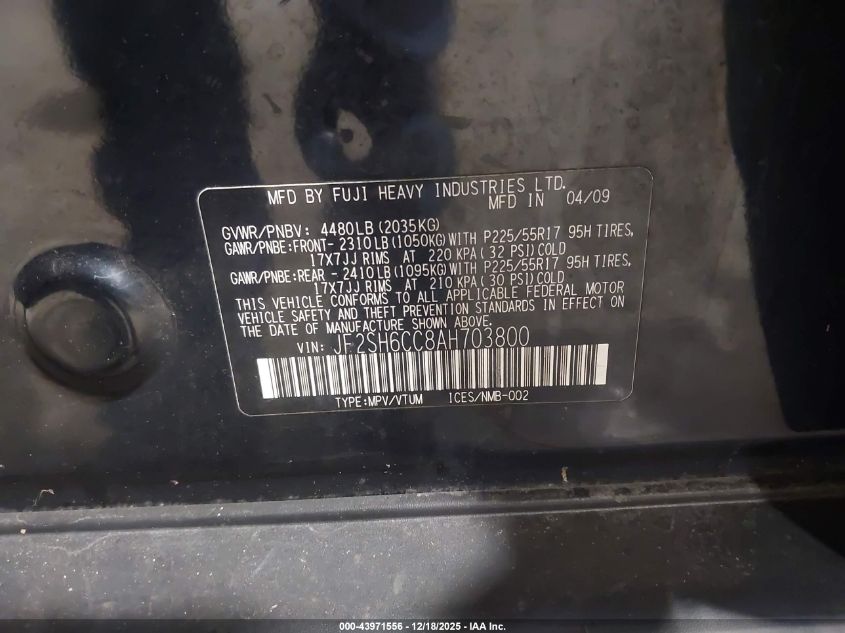 MFD BY FUJI HEAVY INDUSTRIES LTD.
MFD IN 04/09
GVWR/PNBV: 4480LB(2035KG)
GAWR/PNBE:FRONT- 2310LB(1050KG)WITH P225/55R17 95H TIRES,
17X7JJ RIMS AT 220 KPA( 32 PSI)COLD
GAWR/PNBE:REAR - 2410LB(1095KG)WITH P225/55R17 95H TIRES,
17X7JJ RIMS AT 210 KPA( 30 PSI)COLD
THIS VEHICLE CONFORMS TO ALL APPLICABLE FEDERAL MOTOR
VEHICLE SAFETY AND THEFT PREVENTION STANDARDS IN EFFECT ON
THE DATE OF MANUFACTURE SHOWN ABOVE.
VIN: JF2SH6CC8AH703800
TYPE:MPV/VTUM ICES/NMB-002
000-43971556 - 12/18/2025 - IAA Inc.